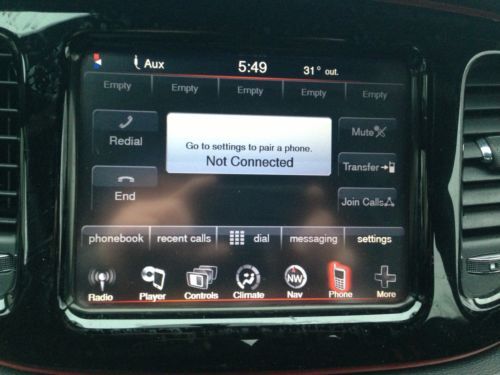 Aux 5:49 31° out.
Empty Empty Empty Empty Empty
Redial
Go to settings to pair a phone.
Not Connected
Mute
Transfer
End
Join Calls
phonebook recent calls dial messaging settings
NW
Radio Player Controls Climate Nav Phone More